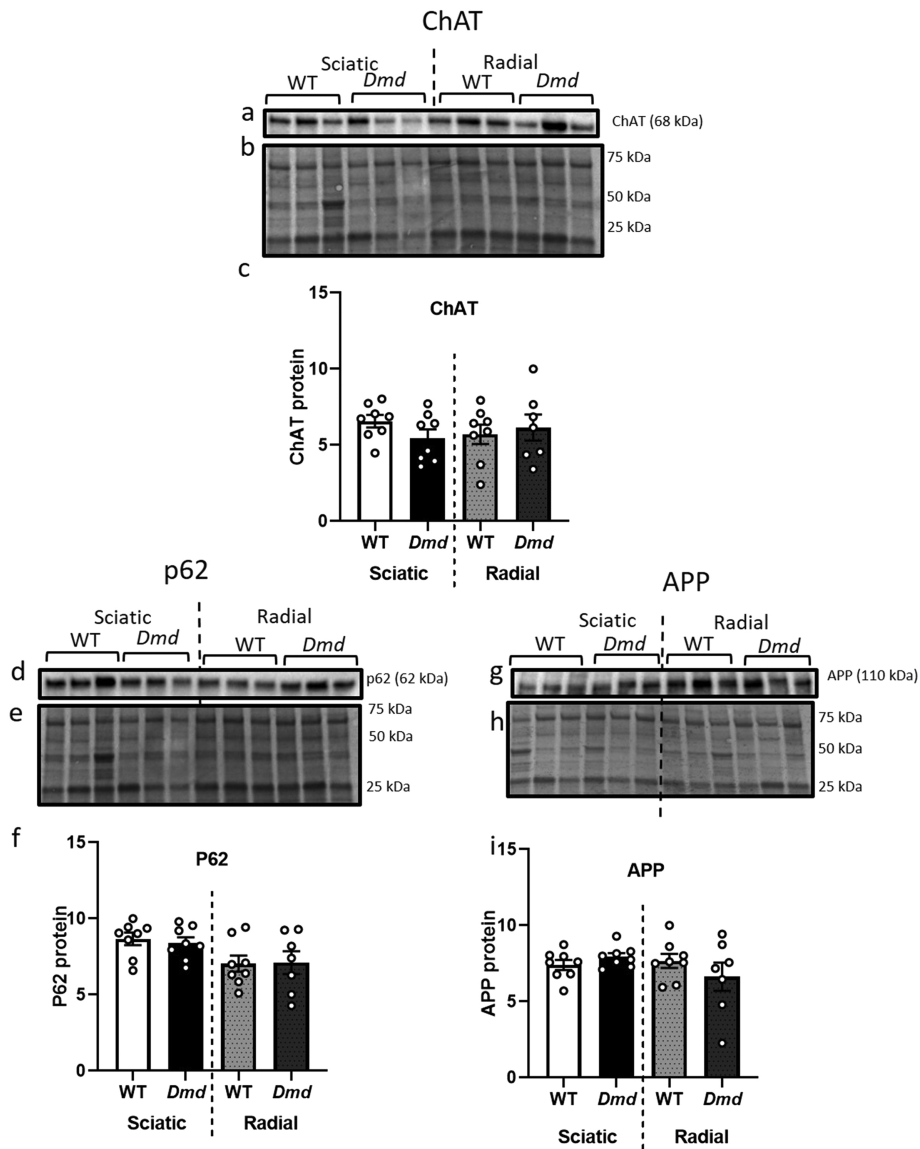 ChAT
Sciatic Radial
WT Dmd WT Dmd
a ChAT (68 kDa)
b 75 kDa
50 kDa
25 kDa
c
15
ChAT
10
5
0
ChAT protein
WT Dmd WT Dmd
Sciatic Radial
p62
Sciatic Radial
WT Dmd WT Dmd
d p62 (62 kDa)
e 75 kDa
50 kDa
25 kDa
f
15
P62
10
5
0
P62 protein
WT Dmd WT Dmd
Sciatic Radial
APP
Sciatic Radial
WT Dmd WT Dmd
g APP (110 kDa)
h 75 kDa
50 kDa
25 kDa
i
15
APP
10
5
0
APP protein
WT Dmd WT Dmd
Sciatic Radial